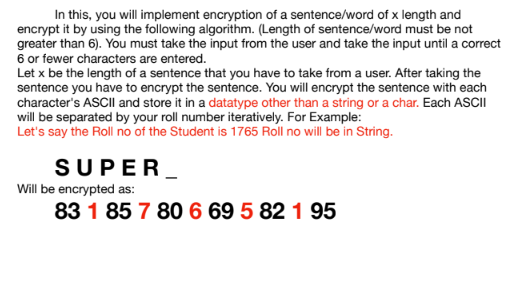 In this, you will implement encryption of a sentence/word of x length and
encrypt it by using the following algorithm. (Length of sentence/word must be not
greater than 6). You must take the input from the user and take the input until a correct
6 or fewer characters are entered.
Let x be the length of a sentence that you have to take from a user. After taking the
sentence you have to encrypt the sentence. You will encrypt the sentence with each
character's ASCII and store it in a datatype other than a string or a char. Each ASCII
will be separated by your roll number iteratively. For Example:
Let's say the Roll no of the Student is 1765 Roll no will be in String.
S U P E R _
Will be encrypted as:
83 1 85 7 80 6 69 5 82 1 95